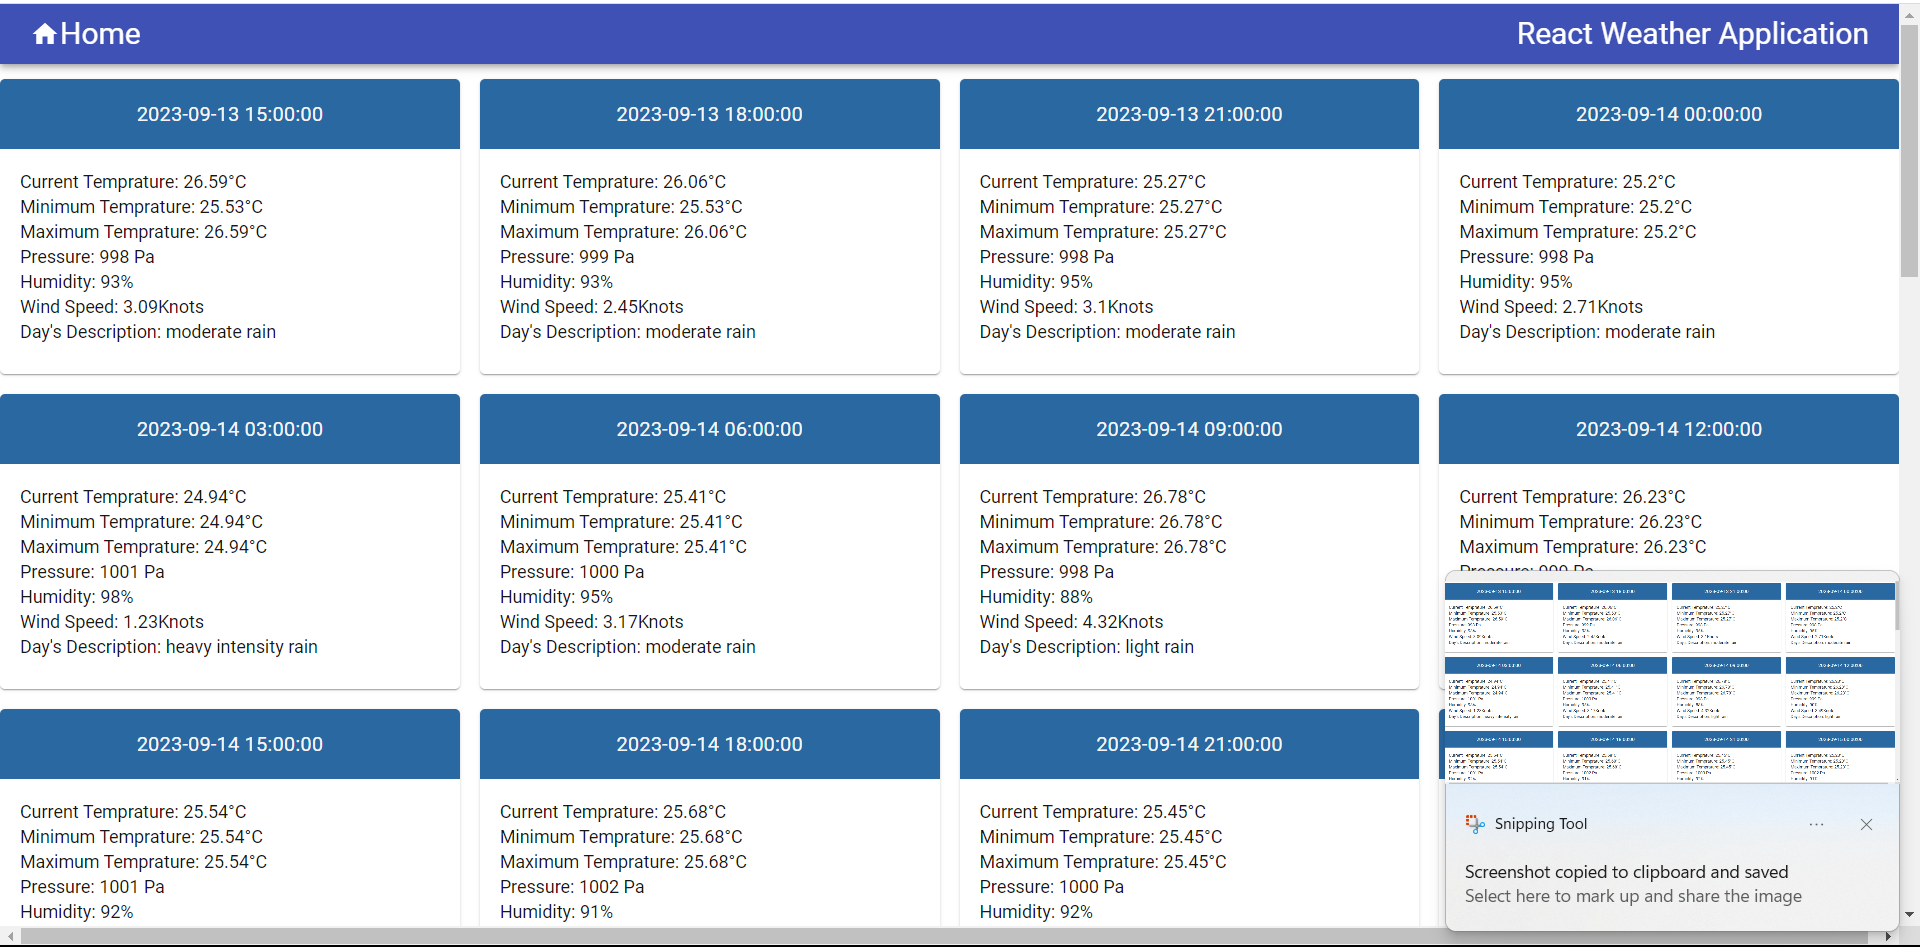 Home
React Weather Application
2023-09-13 15:00:00
Current Temprature: 26.59°C
Minimum Temprature: 25.53°C
Maximum Temprature: 26.59°C
Pressure: 998 Pa
Humidity: 93%
Wind Speed: 3.09Knots
Day's Description: moderate rain
2023-09-13 18:00:00
Current Temprature: 26.06°C
Minimum Temprature: 25.53°C
Maximum Temprature: 26.06°C
Pressure: 999 Pa
Humidity: 93%
Wind Speed: 2.45Knots
Day's Description: moderate rain
2023-09-13 21:00:00
Current Temprature: 25.27°C
Minimum Temprature: 25.27°C
Maximum Temprature: 25.27°C
Pressure: 998 Pa
Humidity: 95%
Wind Speed: 3.1Knots
Day's Description: moderate rain
2023-09-14 00:00:00
Current Temprature: 25.2°C
Minimum Temprature: 25.2°C
Maximum Temprature: 25.2°C
Pressure: 998 Pa
Humidity: 95%
Wind Speed: 2.71Knots
Day's Description: moderate rain
2023-09-14 03:00:00
Current Temprature: 24.94°C
Minimum Temprature: 24.94°C
Maximum Temprature: 24.94°C
Pressure: 1001 Pa
Humidity: 98%
Wind Speed: 1.23Knots
Day's Description: heavy intensity rain
2023-09-14 06:00:00
Current Temprature: 25.41°C
Minimum Temprature: 25.41°C
Maximum Temprature: 25.41°C
Pressure: 1000 Pa
Humidity: 95%
Wind Speed: 3.17Knots
Day's Description: moderate rain
2023-09-14 09:00:00
Current Temprature: 26.78°C
Minimum Temprature: 26.78°C
Maximum Temprature: 26.78°C
Pressure: 998 Pa
Humidity: 88%
Wind Speed: 4.32Knots
Day's Description: light rain
2023-09-14 12:00:00
Current Temprature: 26.23°C
Minimum Temprature: 26.23°C
Maximum Temprature: 26.23°C
2023-09-14 15:00:00
Current Temprature: 25.54°C
Minimum Temprature: 25.54°C
Maximum Temprature: 25.54°C
Pressure: 1001 Pa
Humidity: 92%
2023-09-14 18:00:00
Current Temprature: 25.68°C
Minimum Temprature: 25.68°C
Maximum Temprature: 25.68°C
Pressure: 1002 Pa
Humidity: 91%
2023-09-14 21:00:00
Current Temprature: 25.45°C
Minimum Temprature: 25.45°C
Maximum Temprature: 25.45°C
Pressure: 1000 Pa
Humidity: 92%
Snipping Tool
Screenshot copied to clipboard and saved
Select here to mark up and share the image